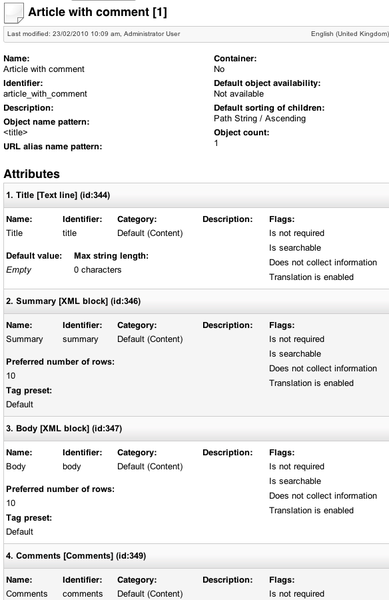 Article with comment [1]
Last modified: 23/02/2010 10:09 am, Administrator User English (United Kingdom)
Name: Container:
Article with comment No
Identifier: Default object availability:
article_with_comment Not available
Description: Default sorting of children:
Path String / Ascending
Object name pattern: Object count:
<title> 1
URL alias name pattern:
Attributes
1. Title [Text line] (id:344)
Name: Identifier: Category: Description: Flags:
Title title Default (Content) Is not required
Is searchable
Default value: Max string length: Does not collect information
Empty 0 characters Translation is enabled
2. Summary [XML block] (id:346)
Name: Identifier: Category: Description: Flags:
Summary summary Default (Content) Is not required
Is searchable
Preferred number of rows: Does not collect information
10 Translation is enabled
Tag preset:
Default
3. Body [XML block] (id:347)
Name: Identifier: Category: Description: Flags:
Body body Default (Content) Is not required
Is searchable
Preferred number of rows: Does not collect information
10 Translation is enabled
Tag preset:
Default
4. Comments [Comments] (id:349)
Name: Identifier: Category: Description: Flags:
Comments comments Default (Content) Is not required